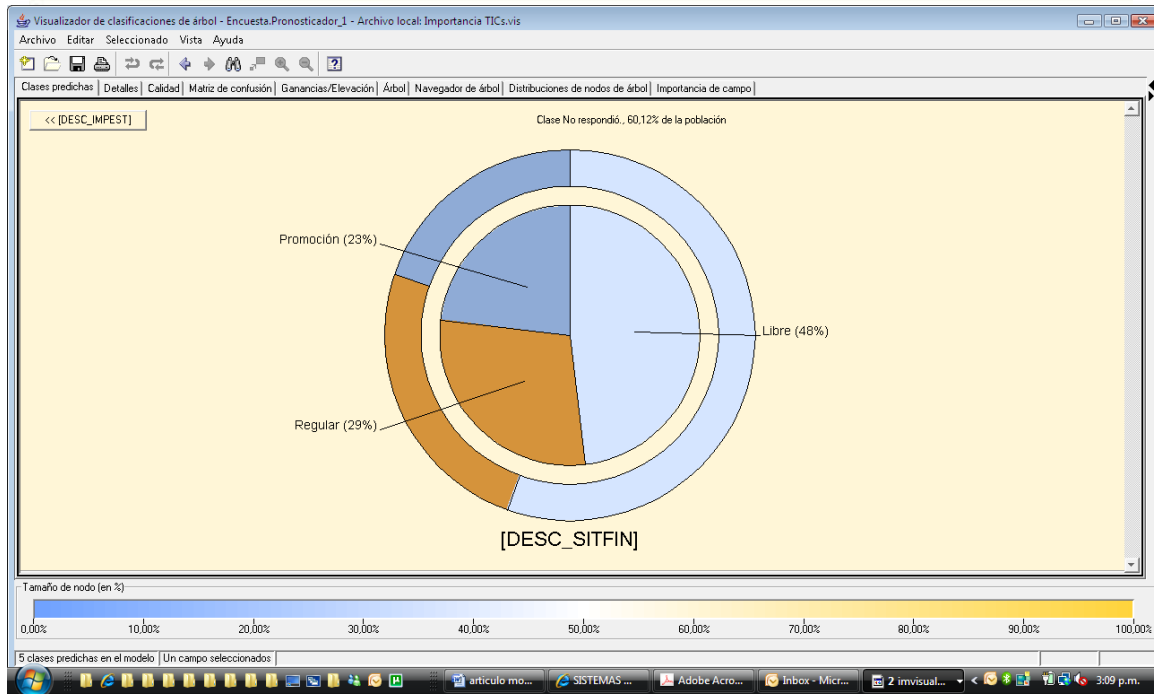 Visualizador de clasificaciones de árbol - Encuesta.Pronosticador_1 - Archivo local: Importancia TICs.vis
Archivo Editar Seleccionado Vista Ayuda
Clases predichas Detalles Calidad Matriz de confusión Ganancias/Elevación Árbol Navegador de árbol Distribuciones de nodos de árbol Importancia de campo
<< [DESC_IMPEST]
Clase No respondió., 60,12% de la población
Promoción (23%)
Libre (48%)
Regular (29%)
[DESC_SITFIN]
Tamaño de nodo (en %)
0,00% 10,00% 20,00% 30,00% 40,00% 50,00% 60,00% 70,00% 80,00% 90,00% 100,00%
5 clases predichas en el modelo Un campo seleccionados
articulo mo... SISTEMAS ... Adobe Acro... Inbox - Micr... 2 imvisual... 3:09 p.m.